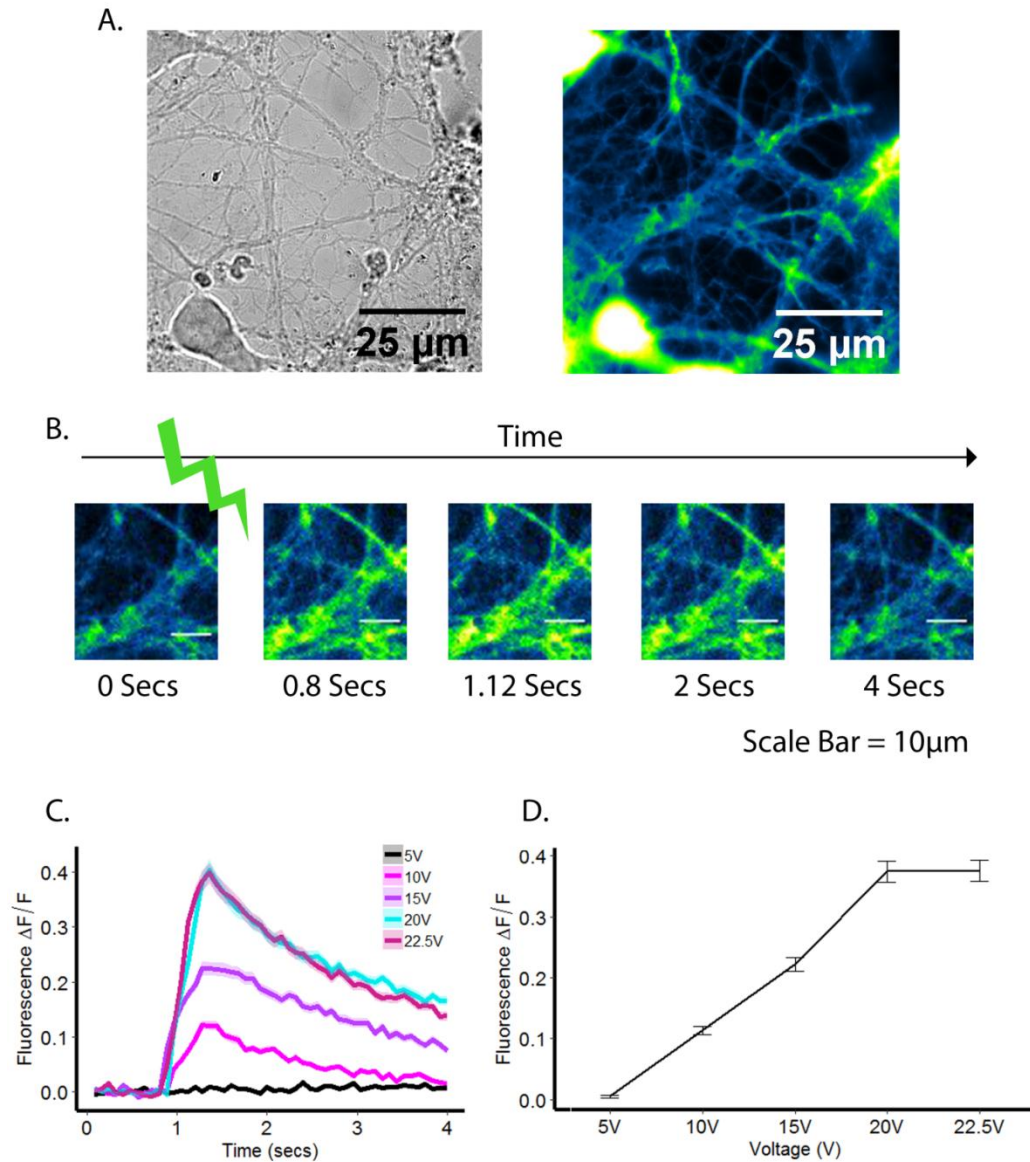 A.
25 µm
25 µm
B.
Time
0 Secs
0.8 Secs
1.12 Secs
2 Secs
4 Secs
Scale Bar = 10µm
C.
Fluorescence ΔF/F
0.4
0.3
0.2
0.1
0.0
0
1
2
3
4
Time (secs)
5V
10V
15V
20V
22.5V
D.
Fluorescence ΔF/F
0.4
0.3
0.2
0.1
0.0
5V
10V
15V
20V
22.5V
Voltage (V)